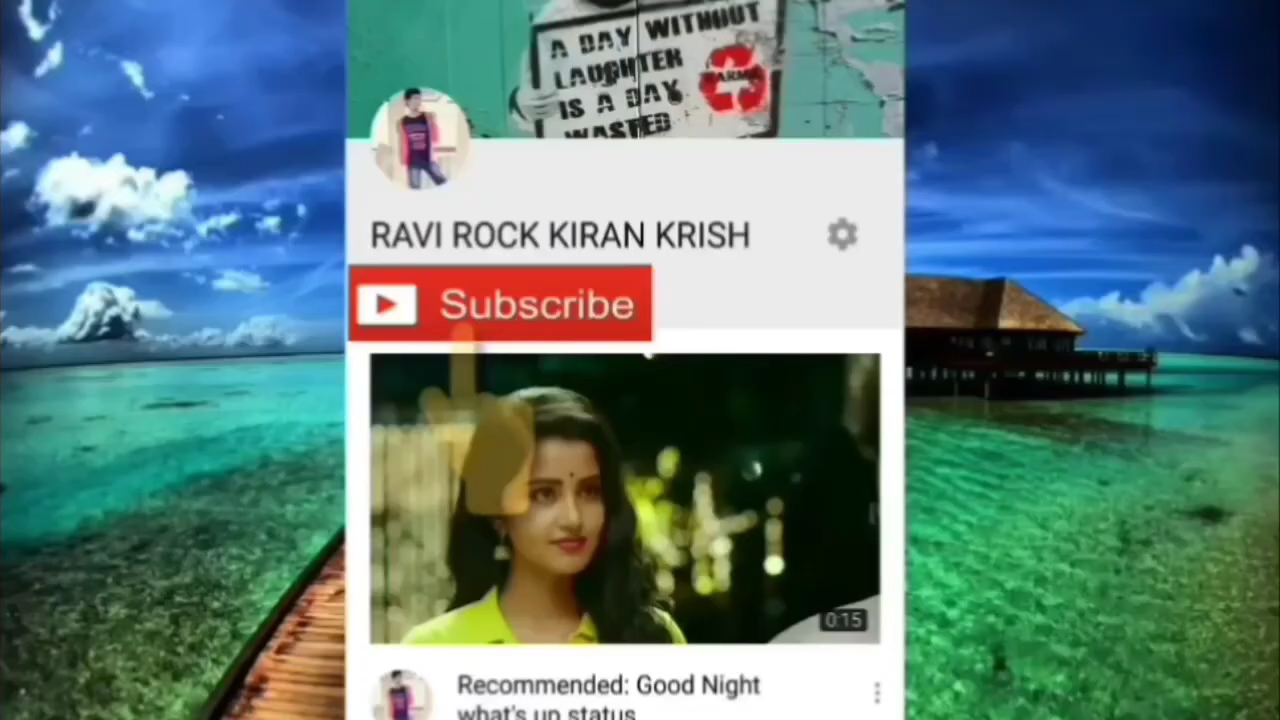 A DAY WITHOUT
LAUGHTER
IS A DAY
WASTED
RAVI ROCK KIRAN KRISH
Subscribe
0:15
Recommended: Good Night
what's up status